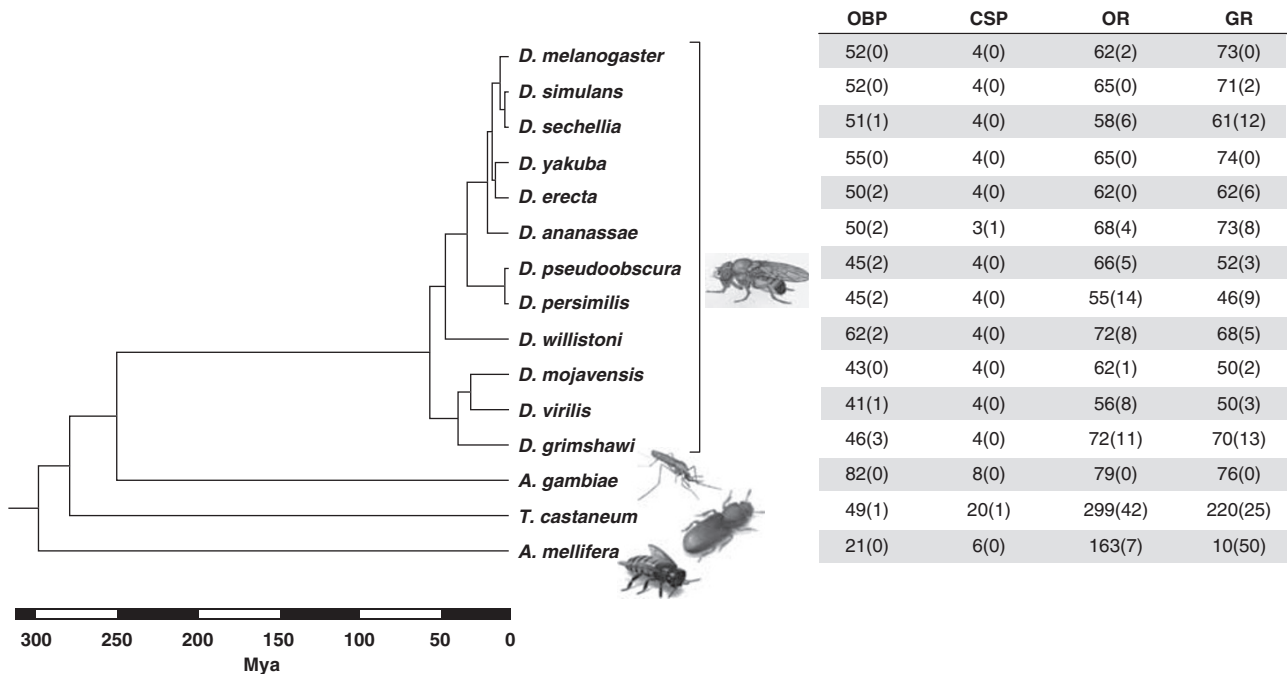 OBP CSP OR GR
D. melanogaster 52(0) 4(0) 62(2) 73(0)
D. simulans 52(0) 4(0) 65(0) 71(2)
D. sechellia 51(1) 4(0) 58(6) 61(12)
D. yakuba 55(0) 4(0) 65(0) 74(0)
D. erecta 50(2) 4(0) 62(0) 62(6)
D. ananassae 50(2) 3(1) 68(4) 73(8)
D. pseudoobscura 45(2) 4(0) 66(5) 52(3)
D. persimilis 45(2) 4(0) 55(14) 46(9)
D. willistoni 62(2) 4(0) 72(8) 68(5)
D. mojavensis 43(0) 4(0) 62(1) 50(2)
D. virilis 41(1) 4(0) 56(8) 50(3)
D. grimshawi 46(3) 4(0) 72(11) 70(13)
A. gambiae 82(0) 8(0) 79(0) 76(0)
T. castaneum 49(1) 20(1) 299(42) 220(25)
A. mellifera 21(0) 6(0) 163(7) 10(50)
300 250 200 150 100 50 0
Mya